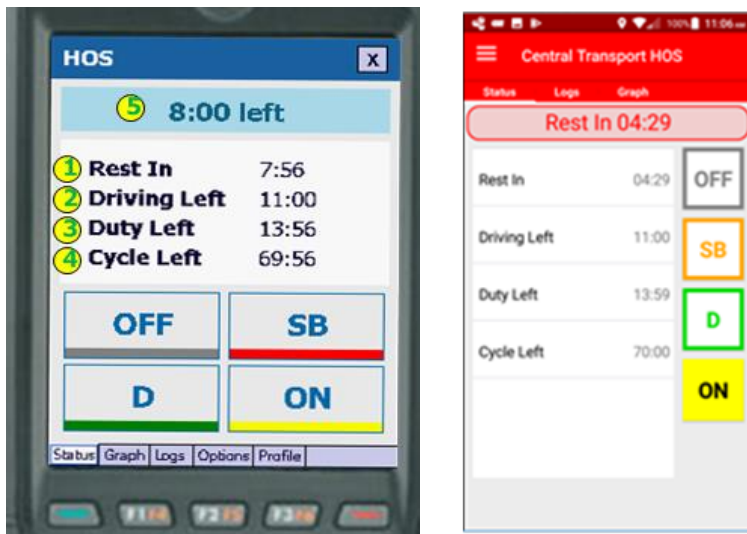 HOS X
5 8:00 left
1 Rest In 7:56
2 Driving Left 11:00
3 Duty Left 13:56
4 Cycle Left 69:56
OFF SB
D ON
Status Graph Logs Options Profile
100% 11:06
Central Transport HOS
Status Logs Graph
Rest In 04:29
Rest In 04:29
Driving Left 11:00
Duty Left 13:59
Cycle Left 70:00
OFF
SB
D
ON